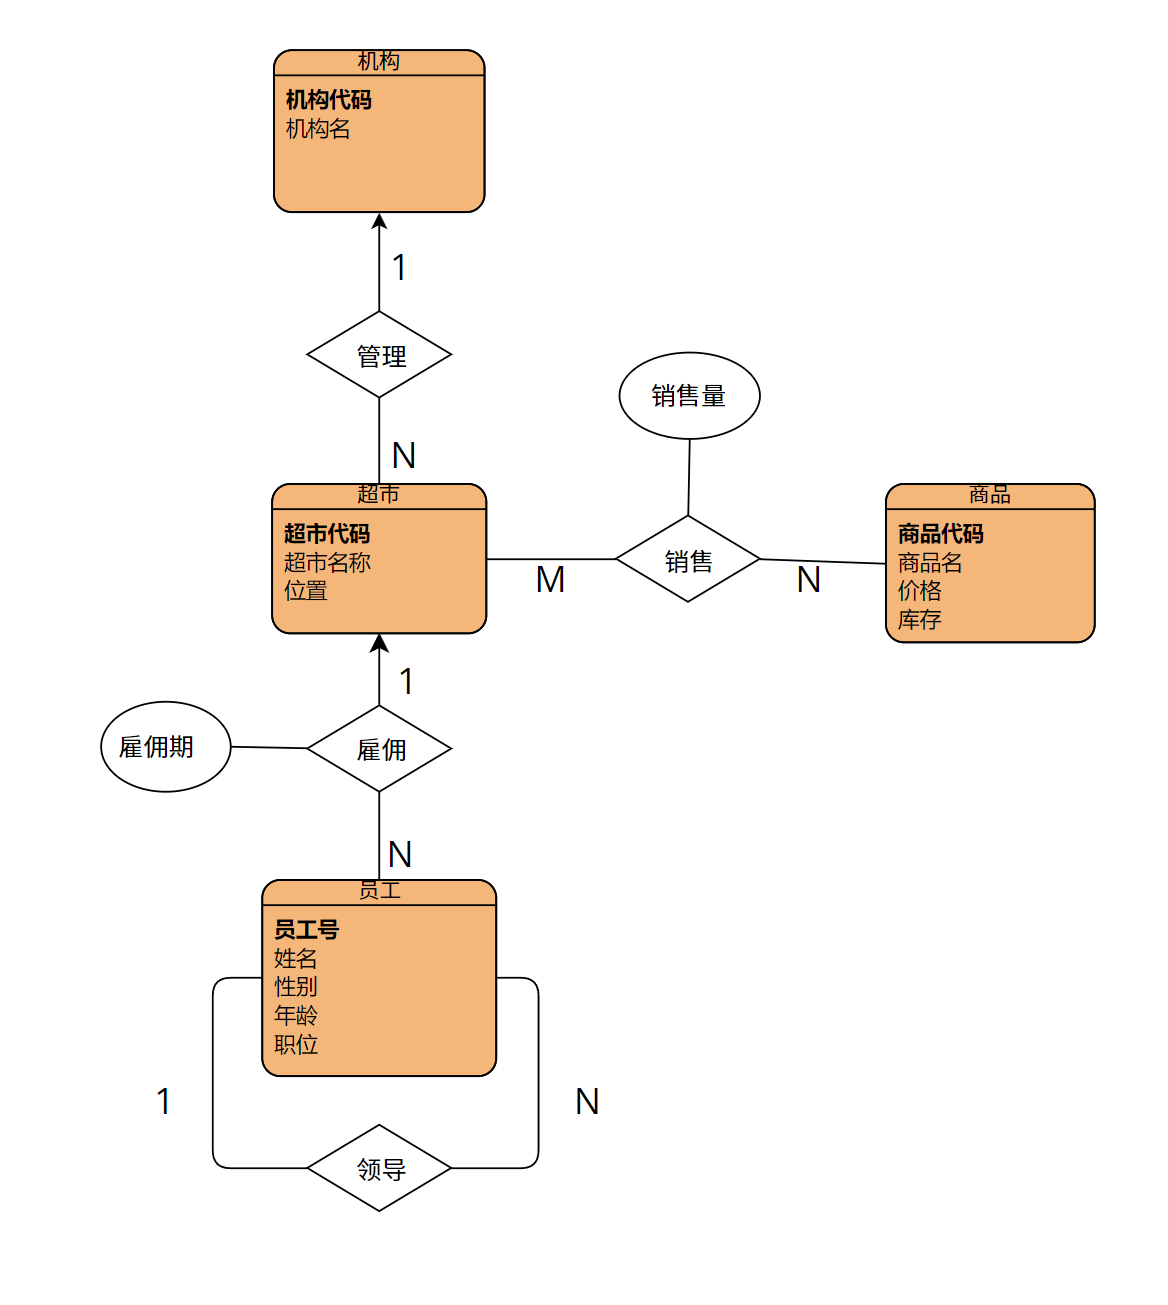 机构
机构代码
机构名
1
管理
N
超市
超市代码
超市名称
位置
M
销售量
销售
N
商品
商品代码
商品名
价格
库存
1
雇佣期
雇佣
N
员工
员工号
姓名
性别
年龄
职位
1
N
领导